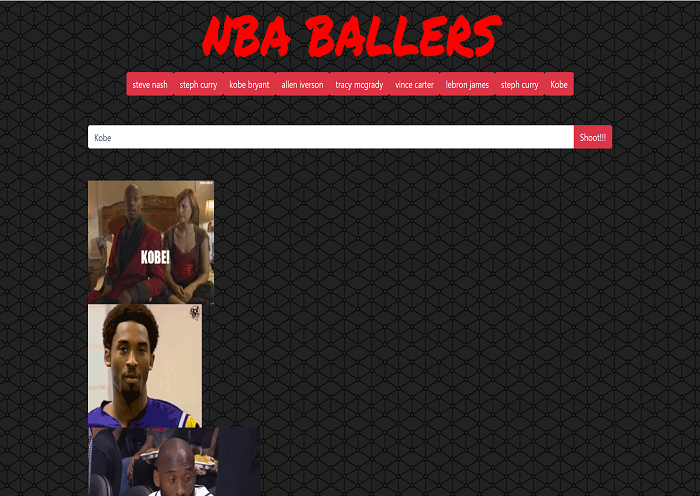 NBA BALLERS
steve nash steph curry kobe bryant allen iverson tracy mcgrady vince carter lebron james steph curry Kobe
Kobe Shoot!!!
KOBE!